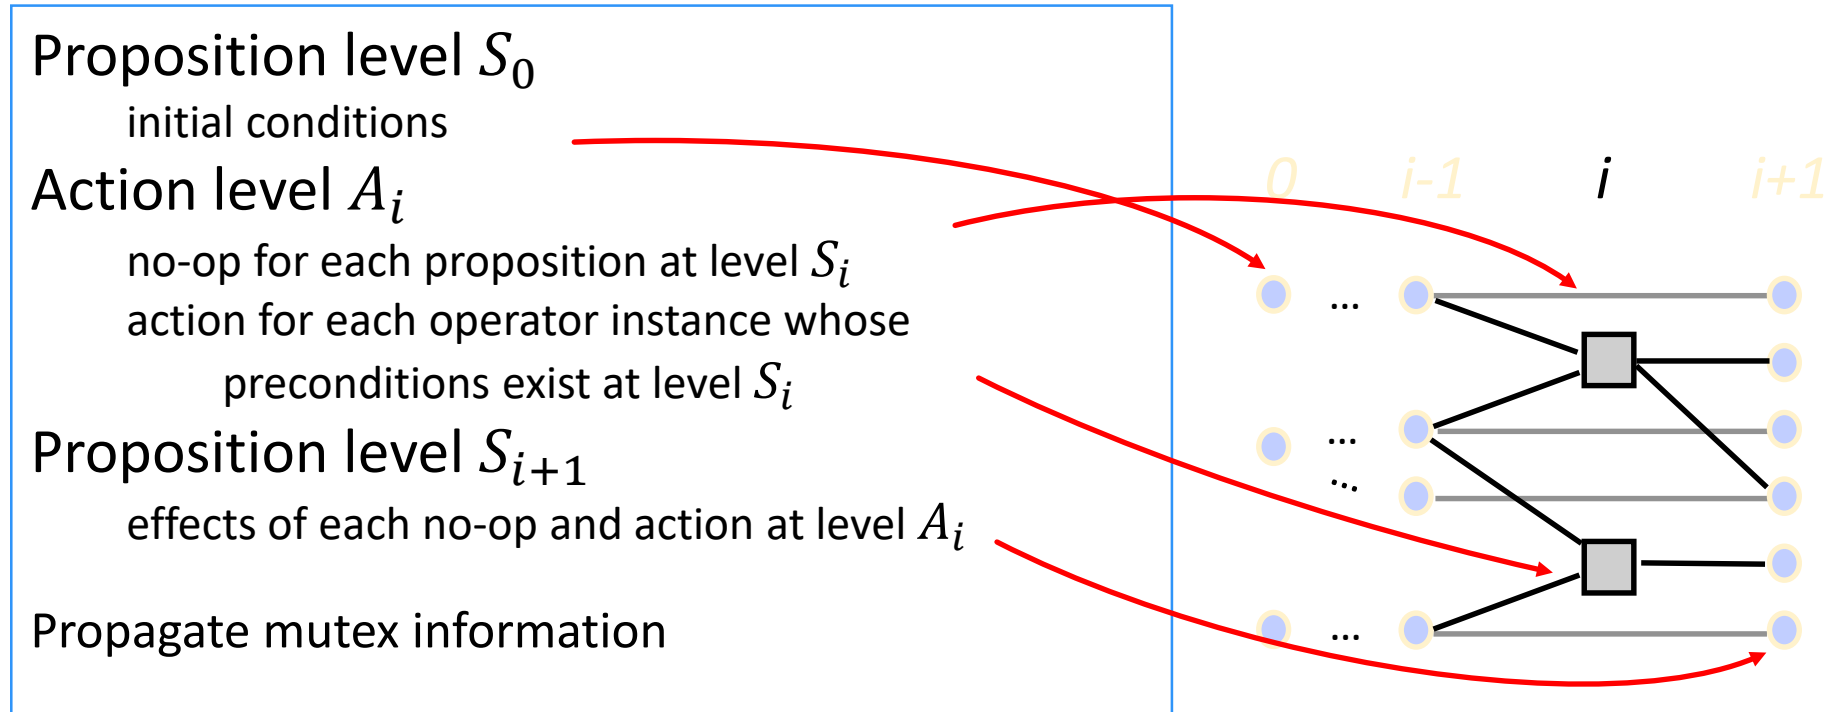 Proposition level S₀
initial conditions
Action level Aᵢ
no-op for each proposition at level Sᵢ
action for each operator instance whose
preconditions exist at level Sᵢ
Proposition level Sᵢ₊₁
effects of each no-op and action at level Aᵢ
Propagate mutex information
0 i-1 i i+1
...
...
...
...